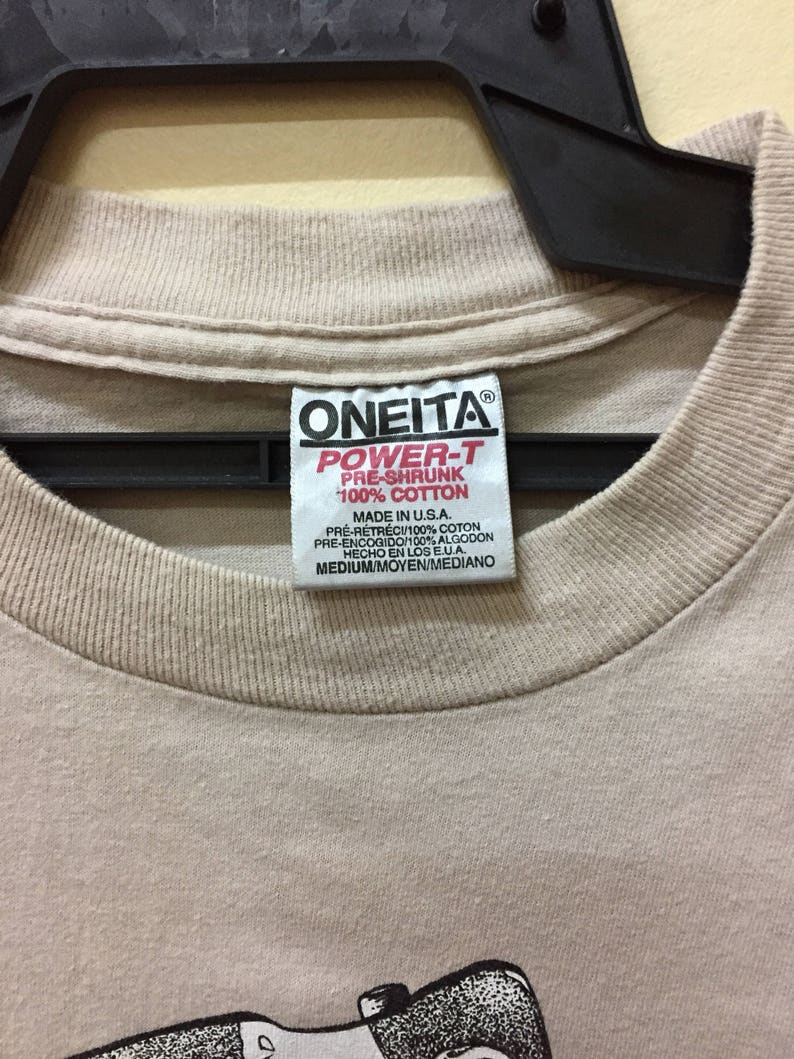 ONEITA®
POWER-T
PRE-SHRUNK
100% COTTON
MADE IN U.S.A.
PRÉ-RÉTRÉCI/100% COTON
PRE-ENCOGIDO/100% ALGODON
HECHO EN LOS E.U.A.
MEDIUM/MOYEN/MEDIANO